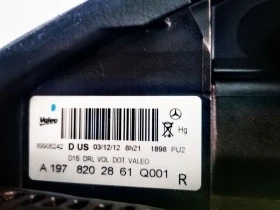 Valeo
Hg
89906242 D US 03/12/12 8h21 1898 PU2
D1S DRL VOL DOT VALEO
A 197 820 28 61 Q001 R